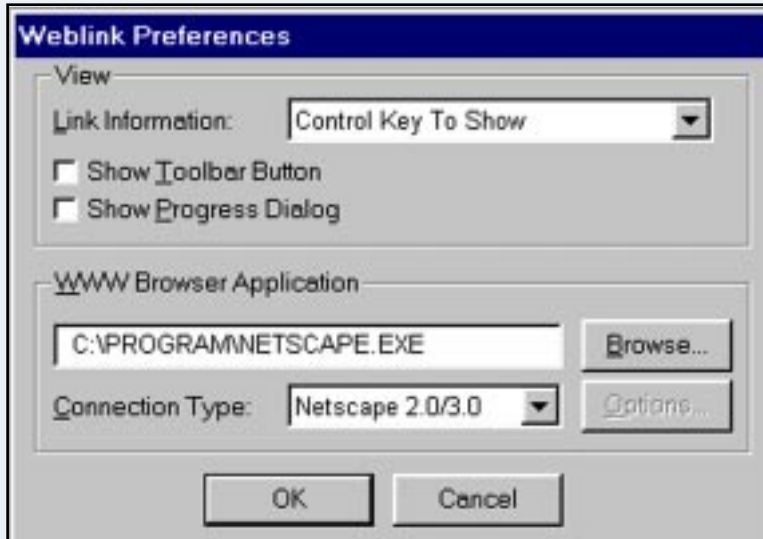 Weblink Preferences
View
Link Information: Control Key To Show
Show Toolbar Button
Show Progress Dialog
WWW Browser Application
C:\PROGRAM\NETSCAPE.EXE Browse...
Connection Type: Netscape 2.0/3.0 Options...
OK Cancel